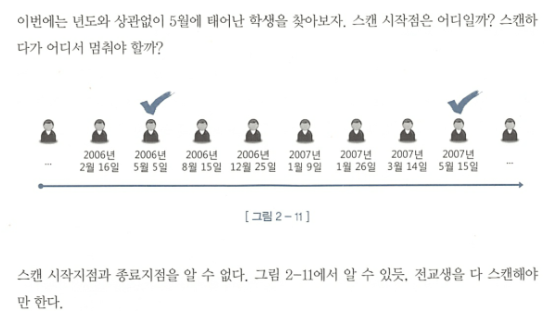 이번에는 년도와 상관없이 5월에 태어난 학생을 찾아보자. 스캔 시작점은 어디일까? 스캔하
다가 어디서 멈춰야 할까?
... 2006년 2006년 2006년 2006년 2007년 2007년 2007년 2007년 ...
2월 16일 5월 5일 8월 15일 12월 25일 1월 9일 1월 26일 3월 14일 5월 15일
[ 그림 2-11 ]
스캔 시작지점과 종료지점을 알 수 없다. 그림 2-11에서 알 수 있듯, 전교생을 다 스캔해야
만 한다.